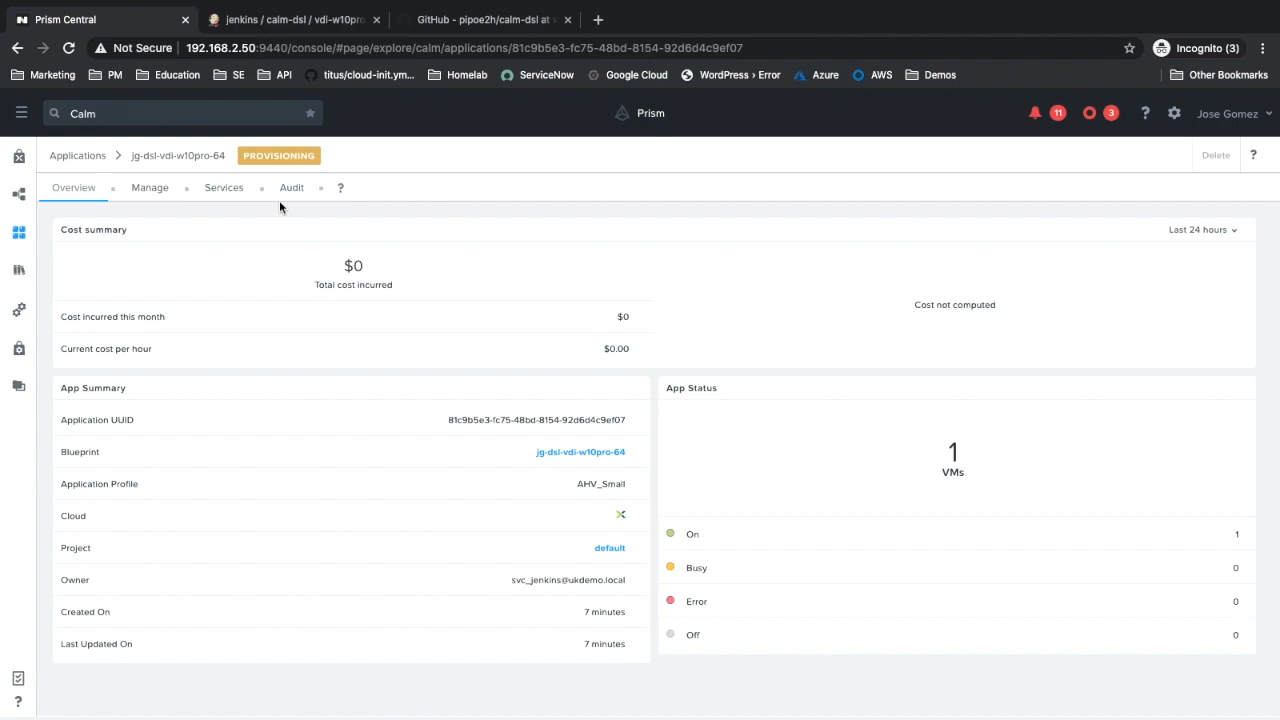 Prism Central
jenkins / calm-dsl / vdi-w10pro
GitHub - pipoe2h/calm-dsl at
Not Secure 192.168.2.50:9440/console/#page/explore/calm/applications/81c9b5e3-fc75-48bd-8154-92d6d4c9ef07
Incognito (3)
Marketing PM Education SE API titus/cloud-init.ym... Homelab ServiceNow Google Cloud WordPress › Error Azure AWS Demos Other Bookmarks
Calm
Prism
11 3 ? Jose Gomez
Applications > jg-dsl-vdi-w10pro-64 PROVISIONING Delete ?
Overview Manage Services Audit ?
Cost summary Last 24 hours
$0
Total cost incurred
Cost not computed
Cost incurred this month $0
Current cost per hour $0.00
App Summary
Application UUID 81c9b5e3-fc75-48bd-8154-92d6d4c9ef07
Blueprint jg-dsl-vdi-w10pro-64
Application Profile AHV_Small
Cloud
Project default
Owner svc_jenkins@ukdemo.local
Created On 7 minutes
Last Updated On 7 minutes
App Status
1
VMs
On 1
Busy 0
Error 0
Off 0
?